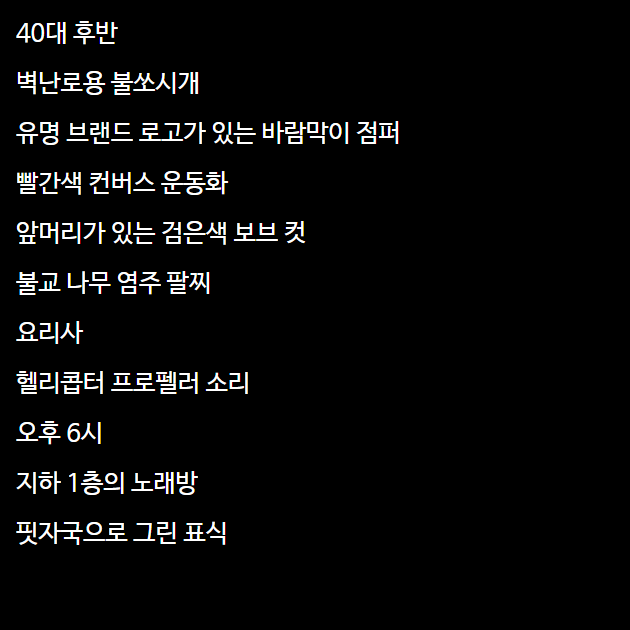 40대 후반
벽난로용 불쏘시개
유명 브랜드 로고가 있는 바람막이 점퍼
빨간색 컨버스 운동화
앞머리가 있는 검은색 보브 컷
불교 나무 염주 팔찌
요리사
헬리콥터 프로펠러 소리
오후 6시
지하 1층의 노래방
핏자국으로 그린 표식